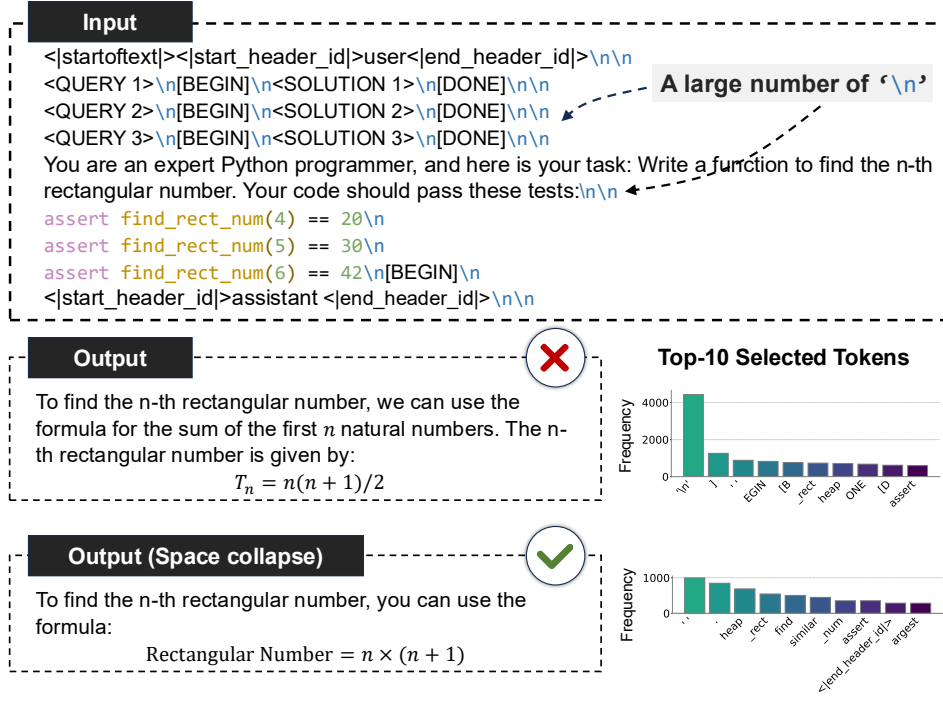 Input
<|startoftext|><|start_header_id|>user<|end_header_id|>\n\n
<QUERY 1>\n[BEGIN]\n<SOLUTION 1>\n[DONE]\n\n
<QUERY 2>\n[BEGIN]\n<SOLUTION 2>\n[DONE]\n\n
<QUERY 3>\n[BEGIN]\n<SOLUTION 3>\n[DONE]\n\n
A large number of ‘\n’
You are an expert Python programmer, and here is your task: Write a function to find the n-th
rectangular number. Your code should pass these tests:\n\n
assert find_rect_num(4) == 20\n
assert find_rect_num(5) == 30\n
assert find_rect_num(6) == 42\n[BEGIN]\n
<|start_header_id|>assistant <|end_header_id|>\n\n
Output
To find the n-th rectangular number, we can use the
formula for the sum of the first n natural numbers. The n-
th rectangular number is given by:
T_n = n(n + 1)/2
Top-10 Selected Tokens
Frequency
4000
2000
0
'\n'
]
' '
EGIN
[B
_rect
heap
ONE
[D
assert
Output (Space collapse)
To find the n-th rectangular number, you can use the
formula:
Rectangular Number = n × (n + 1)
Frequency
1000
0
' '
.
heap
_rect
find
similar
_num
assert
<|end_header_id|>
argest